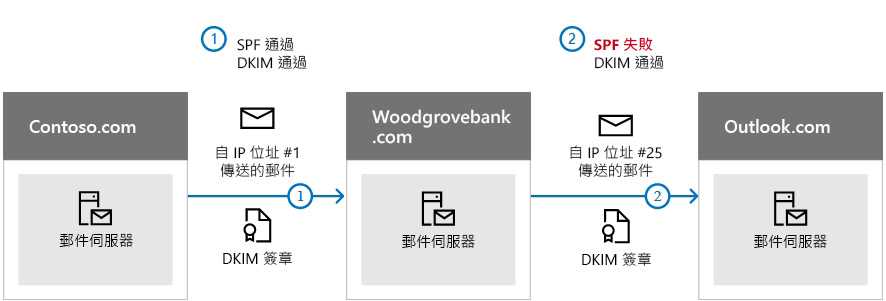 1
SPF 通過
DKIM 通過
2
SPF 失敗
DKIM 通過
Contoso.com
自 IP 位址 #1
傳送的郵件
Woodgrovebank
.com
自 IP 位址 #25
傳送的郵件
Outlook.com
郵件伺服器
1
DKIM 簽章
郵件伺服器
2
DKIM 簽章
郵件伺服器